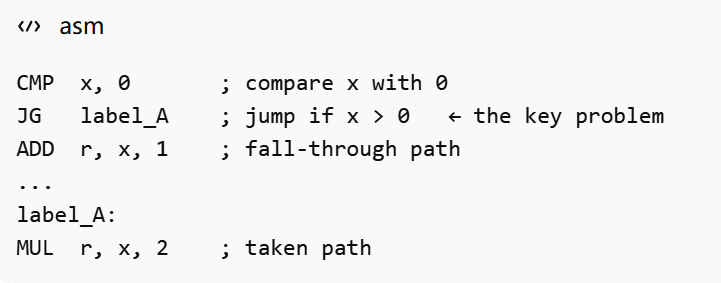 </> asm
CMP  x, 0       ; compare x with 0
JG   label_A    ; jump if x > 0   ← the key problem
ADD  r, x, 1    ; fall-through path
...
label_A:
MUL  r, x, 2    ; taken path